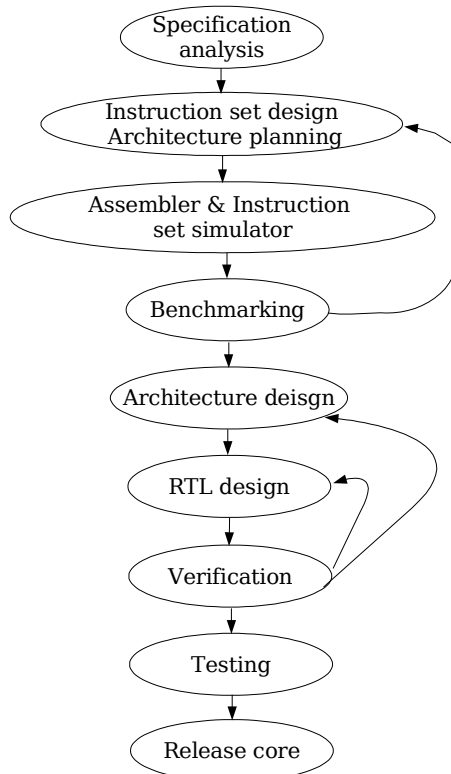 Specification
analysis
Instruction set design
Architecture planning
Assembler & Instruction
set simulator
Benchmarking
Architecture deisgn
RTL design
Verification
Testing
Release core